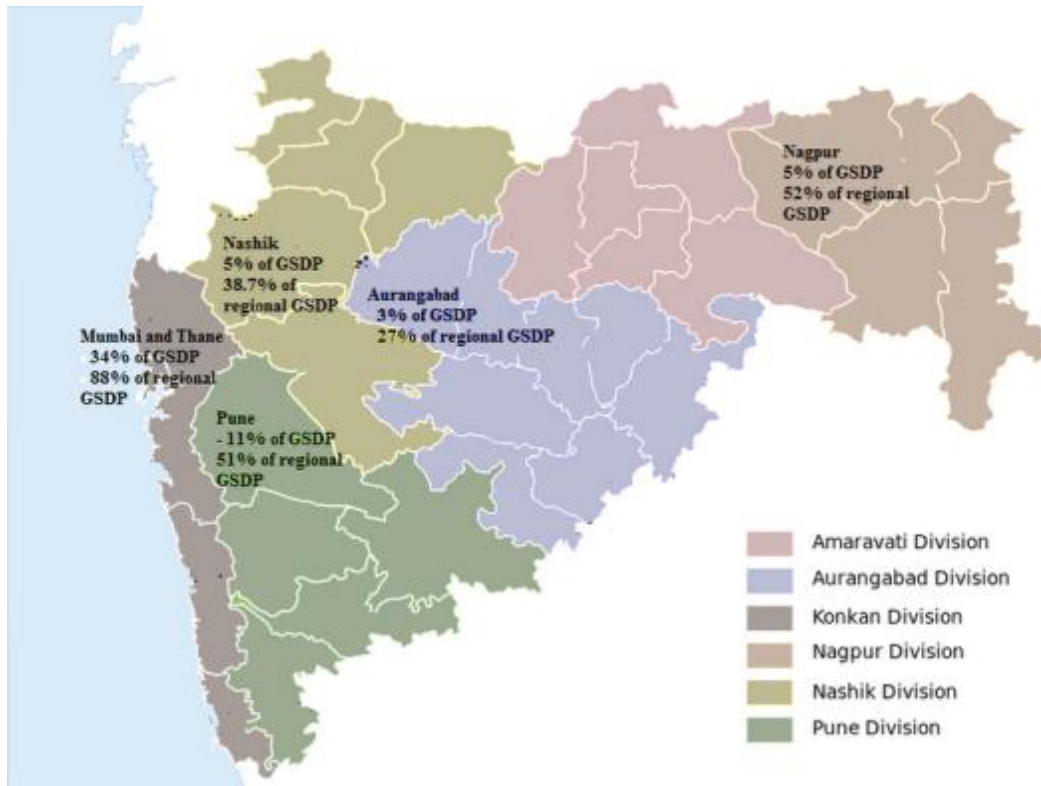 Nagpur
5% of GSDP
52% of regional
GSDP
Nashik
5% of GSDP
38.7% of
regional GSDP
Aurangabad
3% of GSDP
27% of regional GSDP
Mumbai and Thane
34% of GSDP
88% of regional
GSDP
Pune
- 11% of GSDP
51% of regional
GSDP
Amaravati Division
Aurangabad Division
Konkan Division
Nagpur Division
Nashik Division
Pune Division